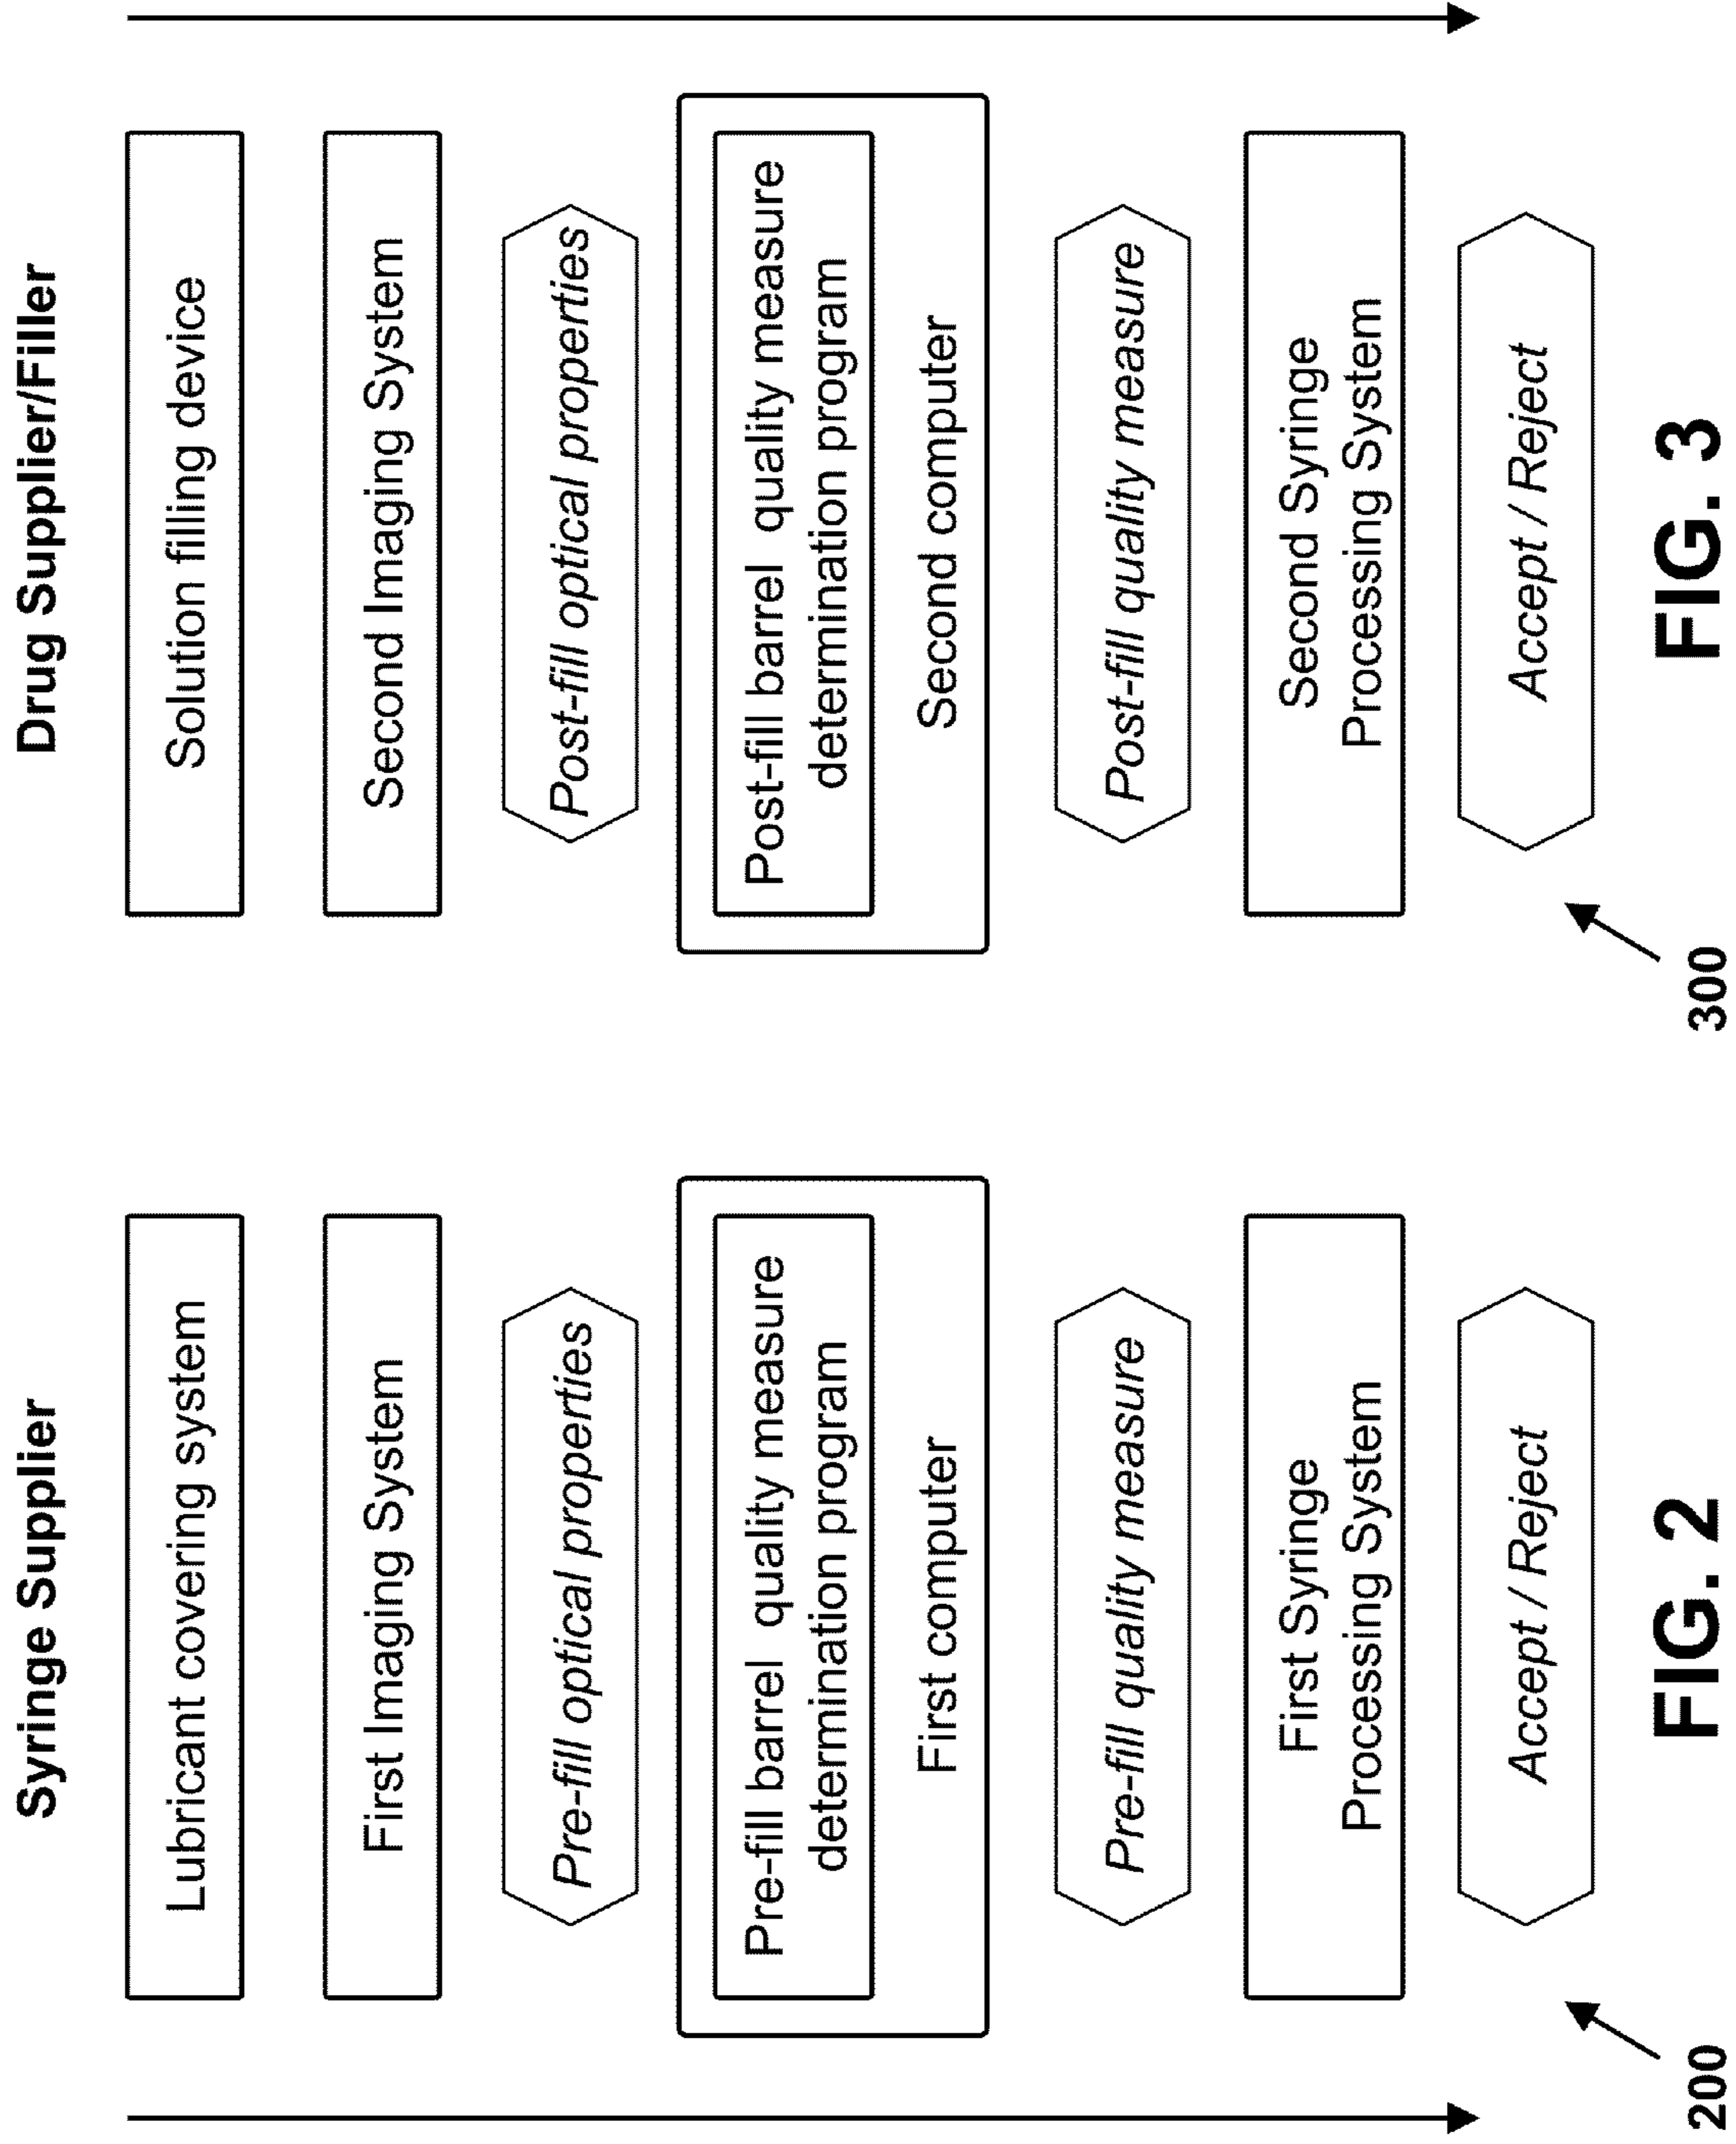 Syringe Supplier
Lubricant covering system
First Imaging System
Pre-fill optical properties
Pre-fill barrel quality measure
determination program
First computer
Pre-fill quality measure
First Syringe
Processing System
Accept / Reject
200
FIG. 2
Drug Supplier/Filler
Solution filling device
Second Imaging System
Post-fill optical properties
Post-fill barrel quality measure
determination program
Second computer
Post-fill quality measure
Second Syringe
Processing System
Accept / Reject
300
FIG. 3